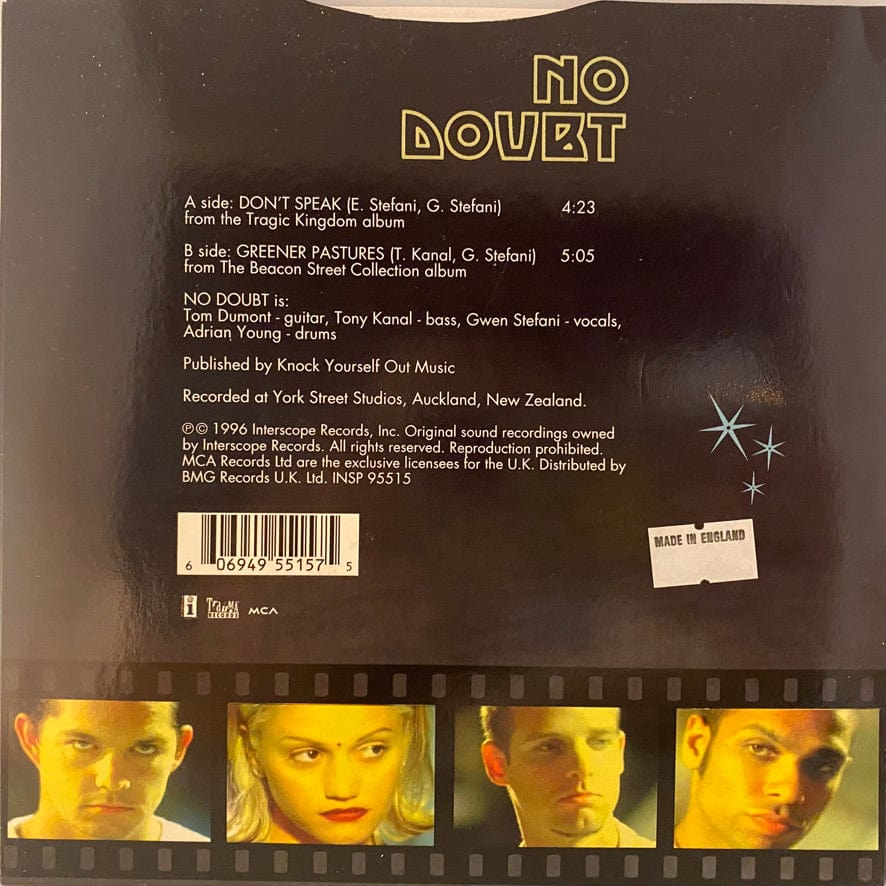 NO
DOUBT
A side: DON'T SPEAK (E. Stefani, G. Stefani) 4:23
from the Tragic Kingdom album
B side: GREENER PASTURES (T. Kanal, G. Stefani) 5:05
from The Beacon Street Collection album
NO DOUBT is:
Tom Dumont - guitar, Tony Kanal - bass, Gwen Stefani - vocals,
Adrian Young - drums
Published by Knock Yourself Out Music
Recorded at York Street Studios, Auckland, New Zealand.
℗© 1996 Interscope Records, Inc. Original sound recordings owned
by Interscope Records. All rights reserved. Reproduction prohibited.
MCA Records Ltd are the exclusive licensees for the U.K. Distributed by
BMG Records U.K. Ltd. INSP 95515
MADE IN ENGLAND
6 06949 55157 5
i TRAUMA RECORDS MCA